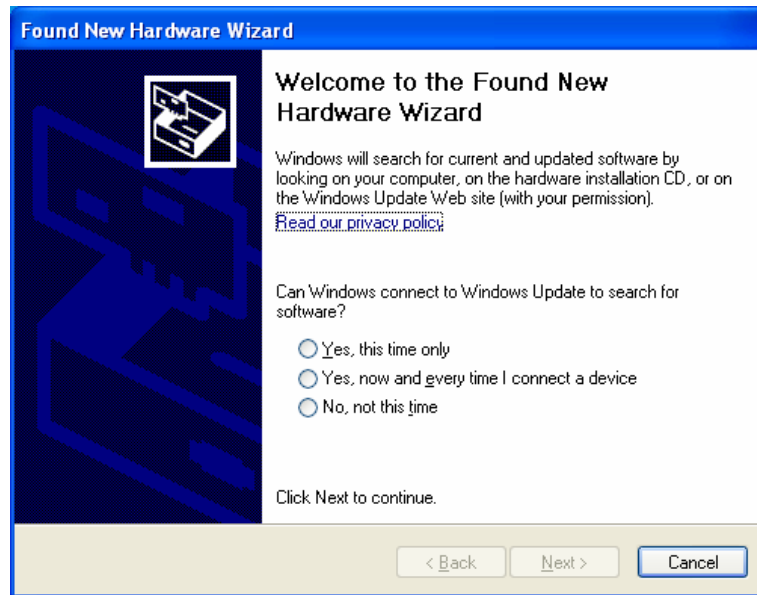 Found New Hardware Wizard
Welcome to the Found New
Hardware Wizard
Windows will search for current and updated software by
looking on your computer, on the hardware installation CD, or on
the Windows Update Web site (with your permission).
Read our privacy policy
Can Windows connect to Windows Update to search for
software?
Yes, this time only
Yes, now and every time I connect a device
No, not this time
Click Next to continue.
< Back
Next >
Cancel